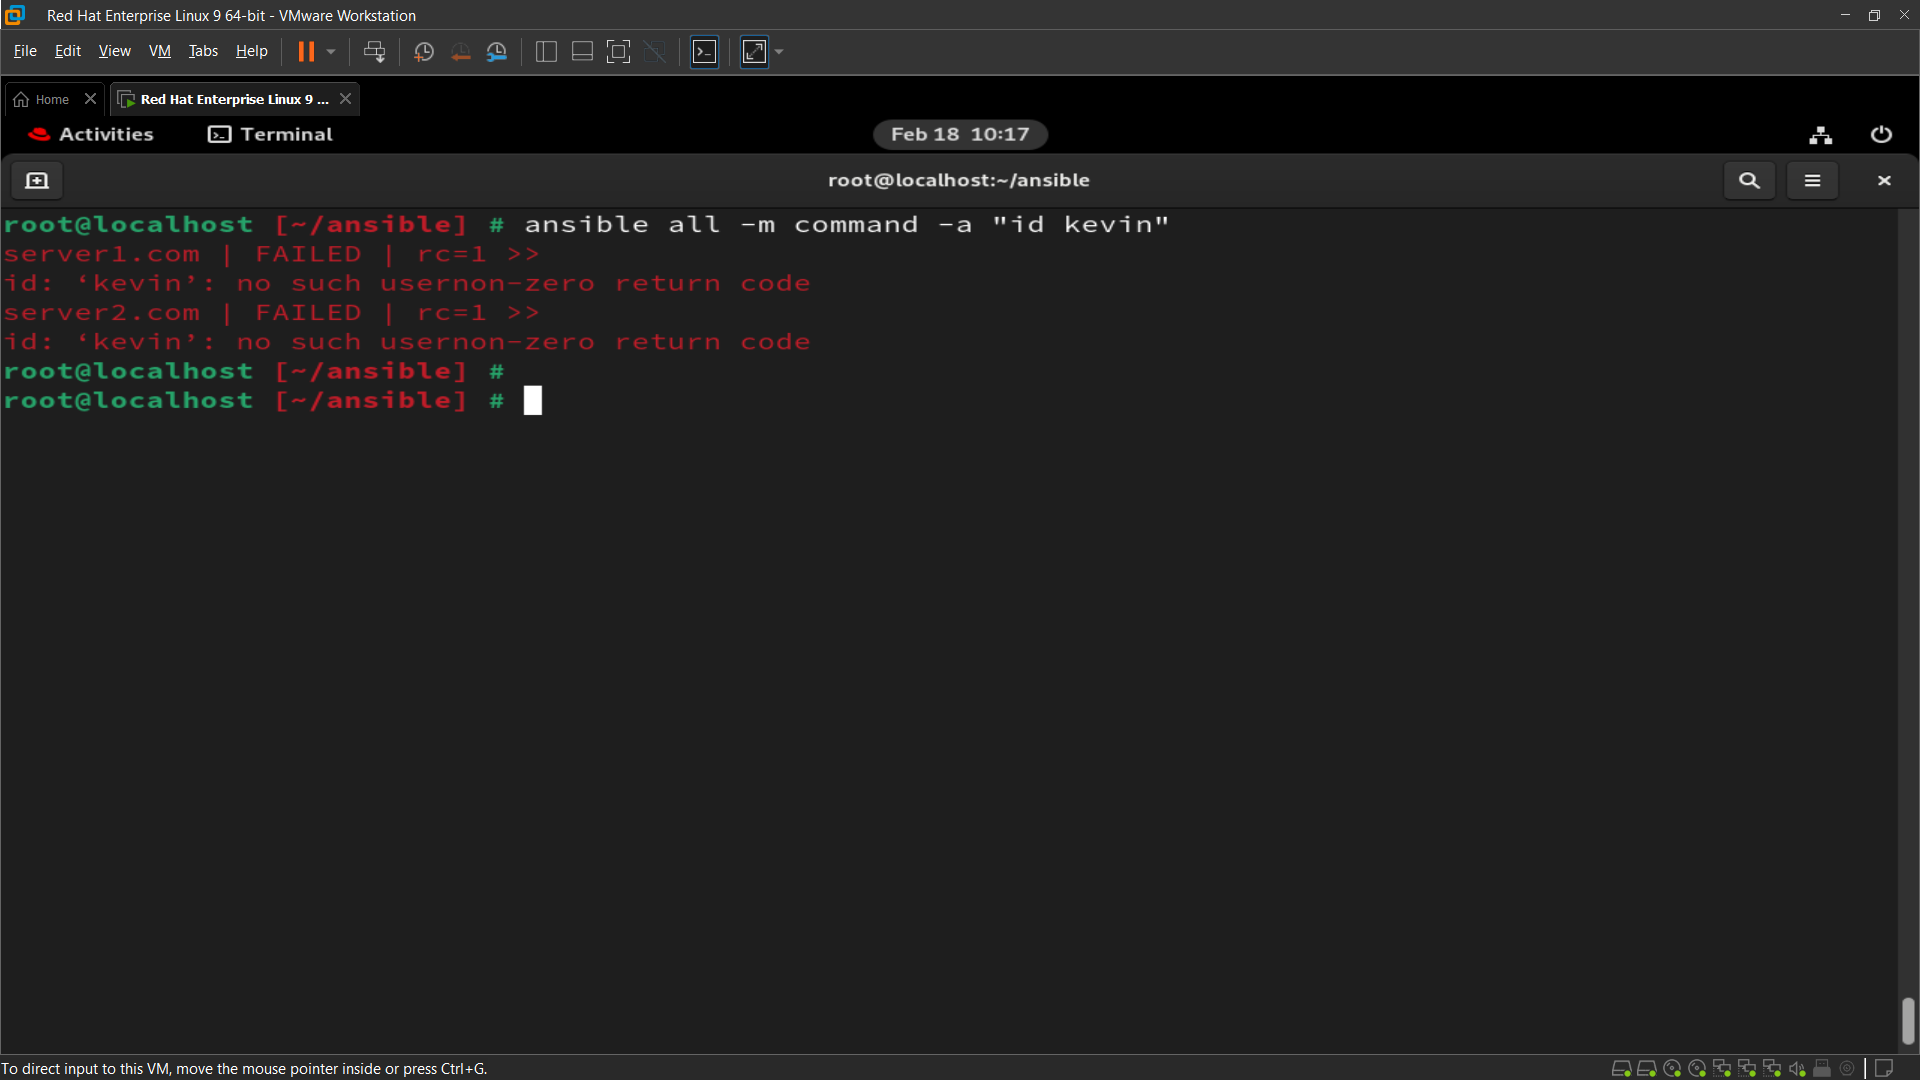 Red Hat Enterprise Linux 9 64-bit - VMware Workstation
File Edit View VM Tabs Help
Home Red Hat Enterprise Linux 9 ...
Activities Terminal Feb 18 10:17
root@localhost:~/ansible
root@localhost [~/ansible] # ansible all -m command -a "id kevin"
server1.com | FAILED | rc=1 >>
id: ‘kevin’: no such usernon-zero return code
server2.com | FAILED | rc=1 >>
id: ‘kevin’: no such usernon-zero return code
root@localhost [~/ansible] #
root@localhost [~/ansible] #
To direct input to this VM, move the mouse pointer inside or press Ctrl+G.